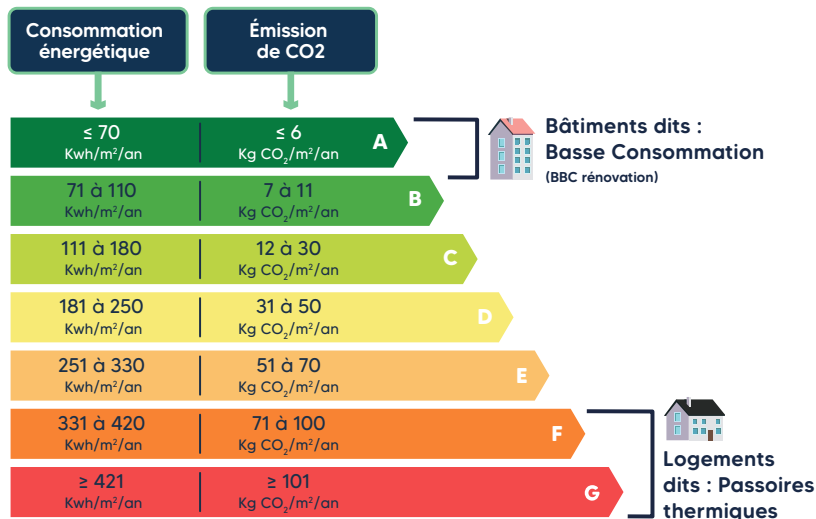 Consommation
énergétique
Émission
de CO2
≤ 70
Kwh/m²/an
≤ 6
Kg CO₂/m²/an
A
Bâtiments dits :
Basse Consommation
(BBC rénovation)
71 à 110
Kwh/m²/an
7 à 11
Kg CO₂/m²/an
B
111 à 180
Kwh/m²/an
12 à 30
Kg CO₂/m²/an
C
181 à 250
Kwh/m²/an
31 à 50
Kg CO₂/m²/an
D
251 à 330
Kwh/m²/an
51 à 70
Kg CO₂/m²/an
E
331 à 420
Kwh/m²/an
71 à 100
Kg CO₂/m²/an
F
≥ 421
Kwh/m²/an
≥ 101
Kg CO₂/m²/an
G
Logements
dits : Passoires
thermiques